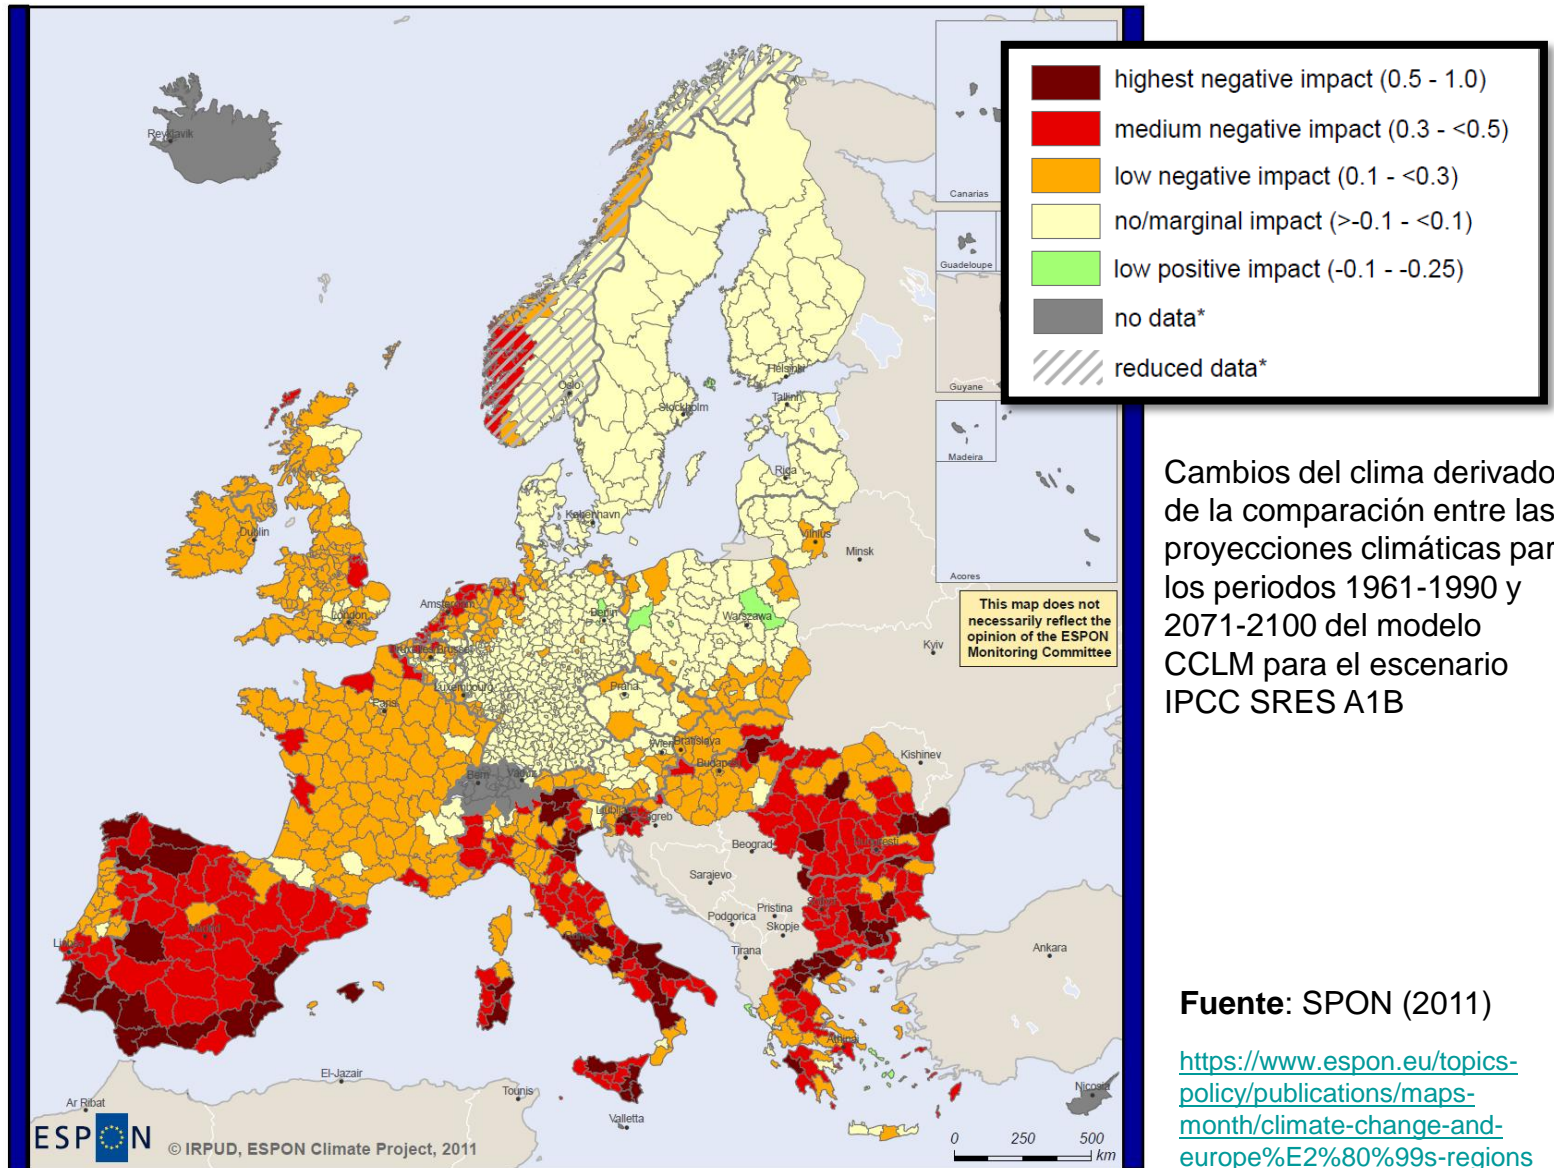 highest negative impact (0.5 - 1.0)
medium negative impact (0.3 - <0.5)
low negative impact (0.1 - <0.3)
no/marginal impact (>-0.1 - <0.1)
low positive impact (-0.1 - -0.25)
no data*
reduced data*
Canarias
Guadeloupe
Guyane
Madeira
Acores
Reykjavik
Oslo
Stockholm
Helsinki
Tallinn
Riga
København
Vilnius
Minsk
Dublin
London
Amsterdam
Berlin
Warszawa
Kyiv
Luxembourg
Paris
Praha
Wien
Bratislava
Budapest
Kishinev
Bern
Vaduz
Ljubljana
Zagreb
Beograd
Bucuresti
Sarajevo
Podgorica
Pristina
Skopje
Sofia
Tirana
Ankara
Madrid
Lisboa
Roma
Athinai
Nicosia
El-Jazair
Tounis
Ar Ribat
Valletta
This map does not
necessarily reflect the
opinion of the ESPON
Monitoring Committee
Cambios del clima derivado
de la comparación entre las
proyecciones climáticas par
los periodos 1961-1990 y
2071-2100 del modelo
CCLM para el escenario
IPCC SRES A1B
Fuente: SPON (2011)
https://www.espon.eu/topics-
policy/publications/maps-
month/climate-change-and-
europe%E2%80%99s-regions
ESPON
© IRPUD, ESPON Climate Project, 2011
0 250 500
km